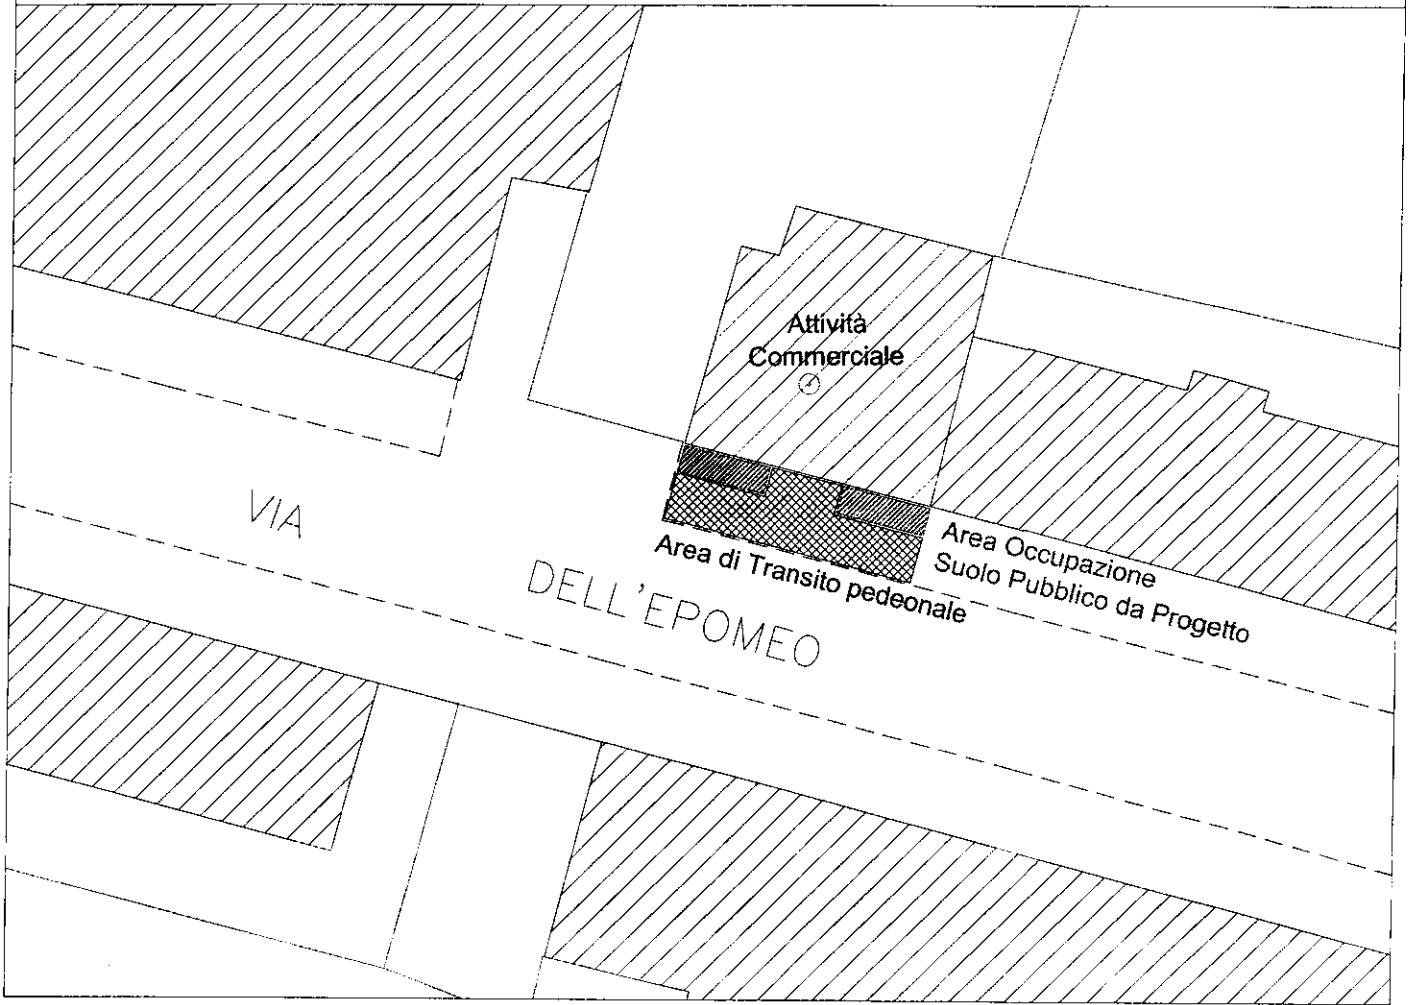 Attività
Commerciale
VIA
DELL'EPOMEO
Area di Transito pedeonale
Area Occupazione
Suolo Pubblico da Progetto